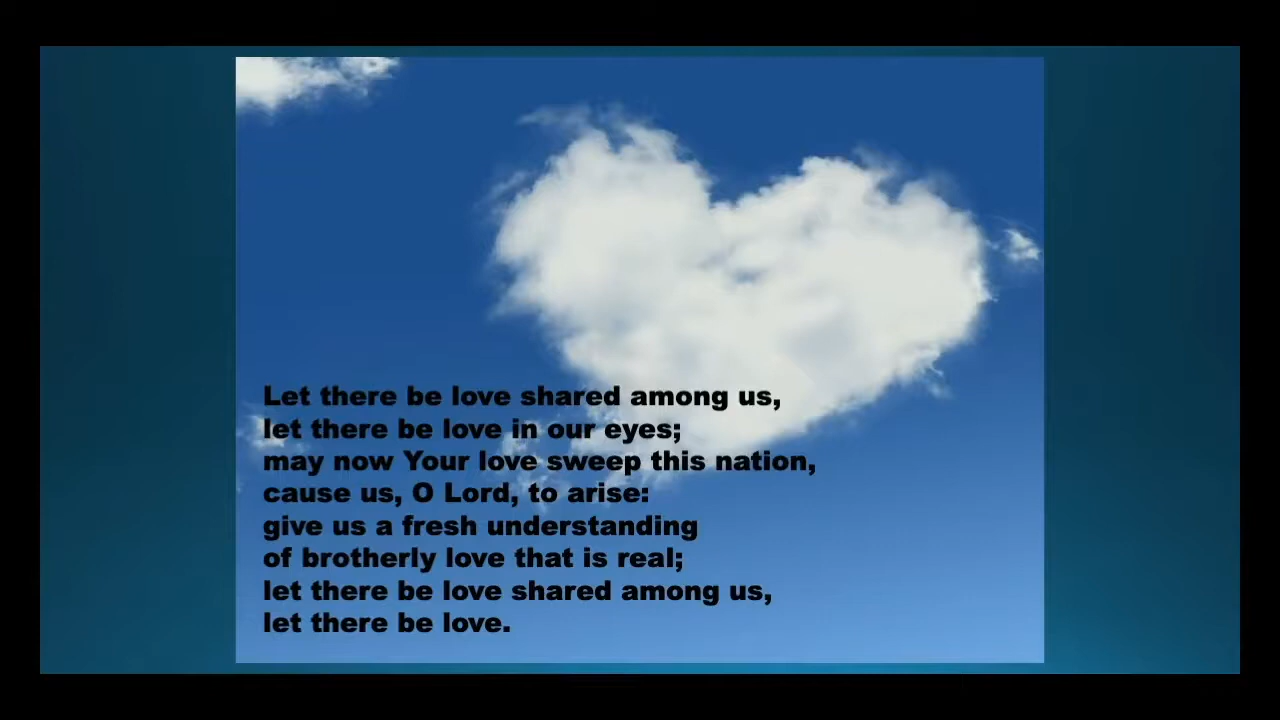 Let there be love shared among us,
let there be love in our eyes;
may now Your love sweep this nation,
cause us, O Lord, to arise:
give us a fresh understanding
of brotherly love that is real;
let there be love shared among us,
let there be love.